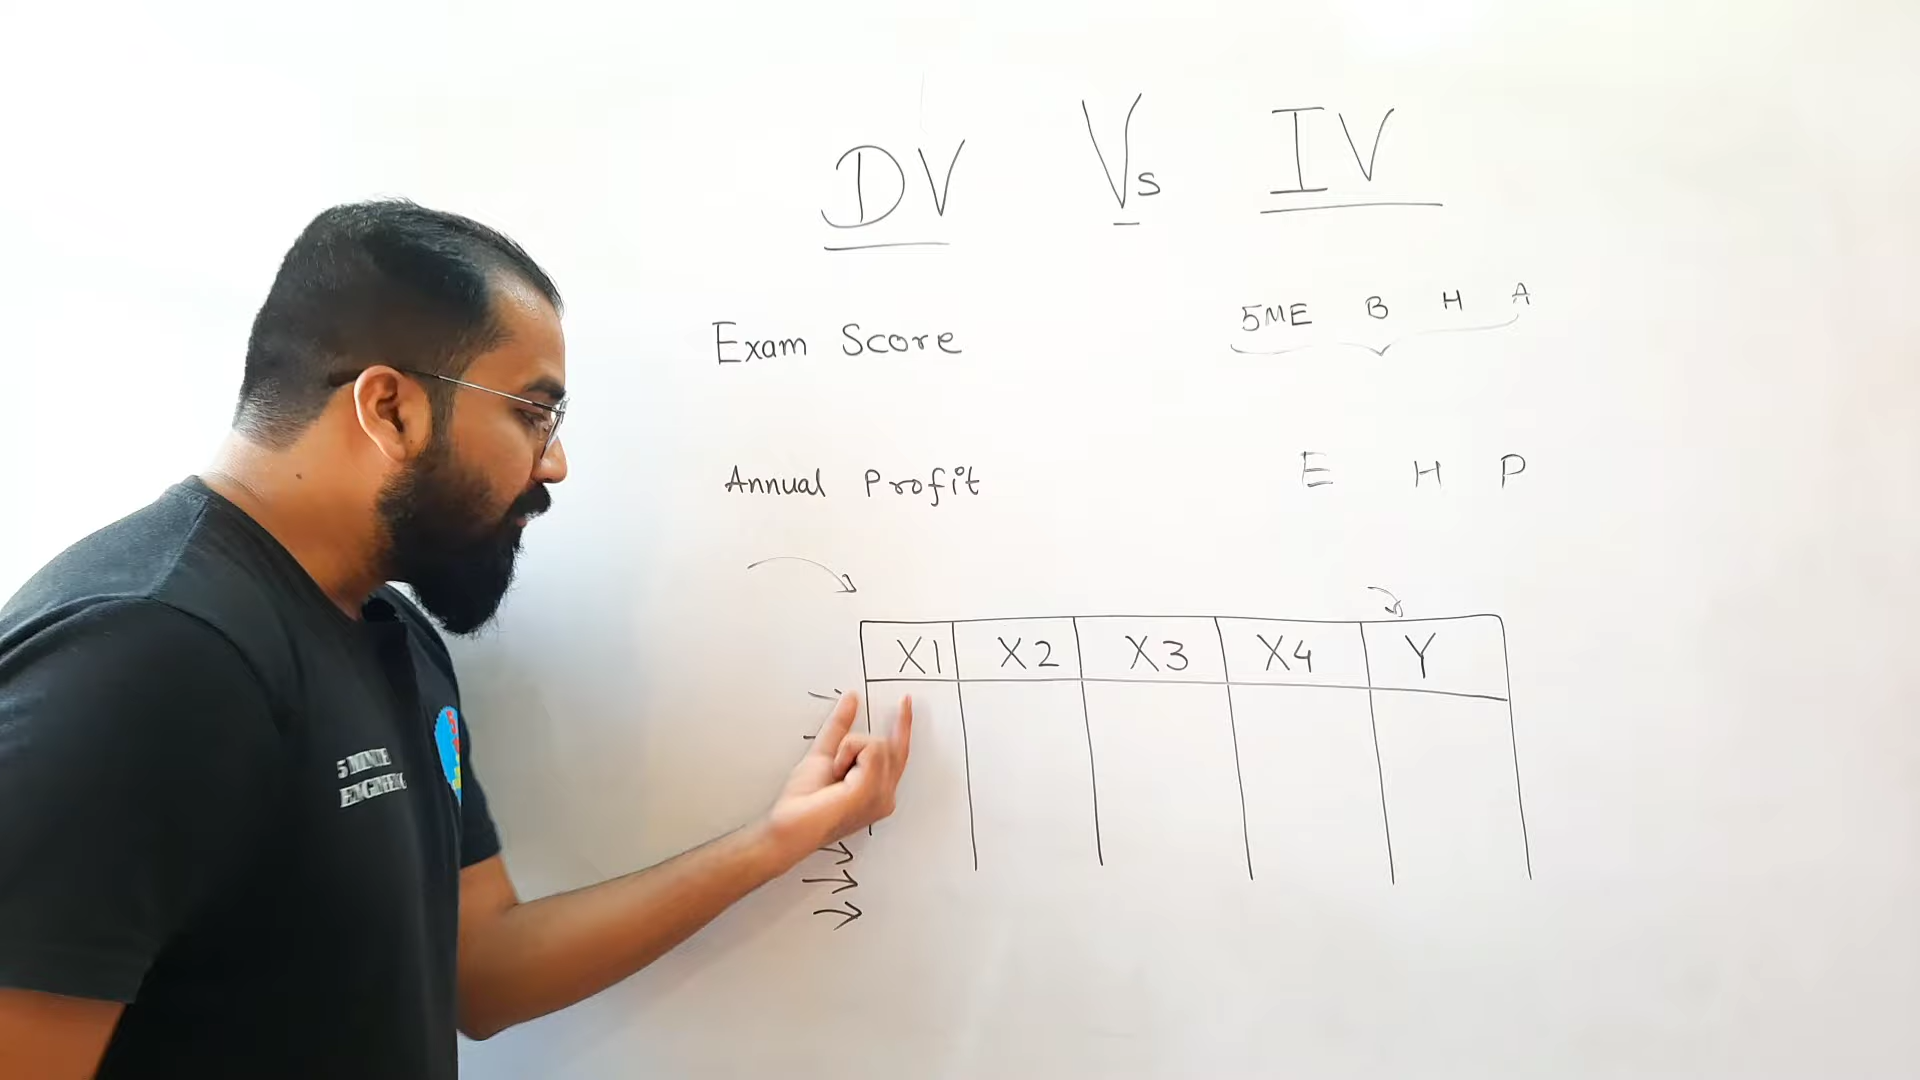 DV Vs IV
Exam Score 5ME B H A
Annual Profit E H P
X1 X2 X3 X4 Y
5 MINUTE
ENGINEERING